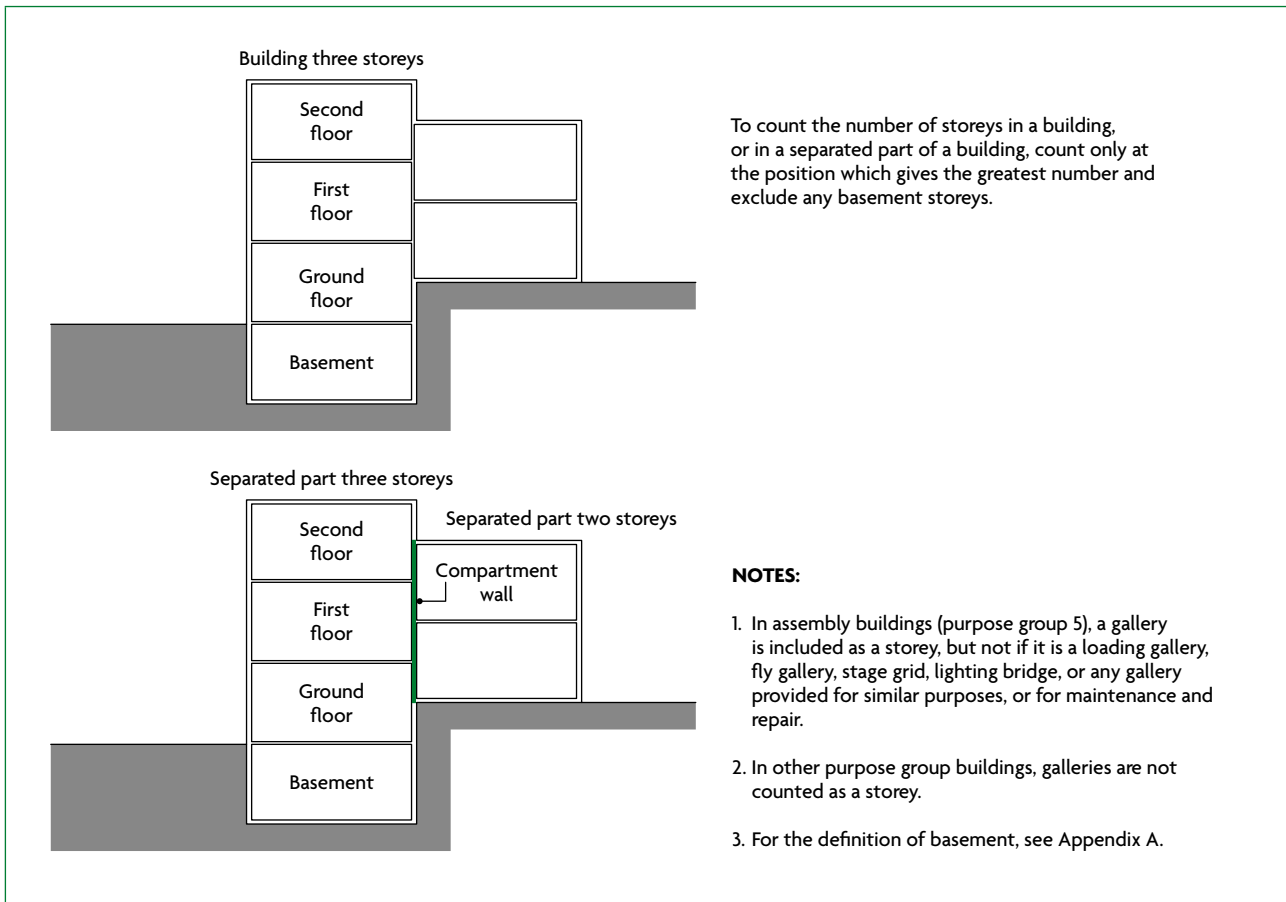 Building three storeys
Second
floor
First
floor
Ground
floor
Basement
To count the number of storeys in a building,
or in a separated part of a building, count only at
the position which gives the greatest number and
exclude any basement storeys.
Separated part three storeys
Separated part two storeys
Second
floor
Compartment
wall
First
floor
Ground
floor
Basement
NOTES:
1. In assembly buildings (purpose group 5), a gallery
is included as a storey, but not if it is a loading gallery,
fly gallery, stage grid, lighting bridge, or any gallery
provided for similar purposes, or for maintenance and
repair.
2. In other purpose group buildings, galleries are not
counted as a storey.
3. For the definition of basement, see Appendix A.